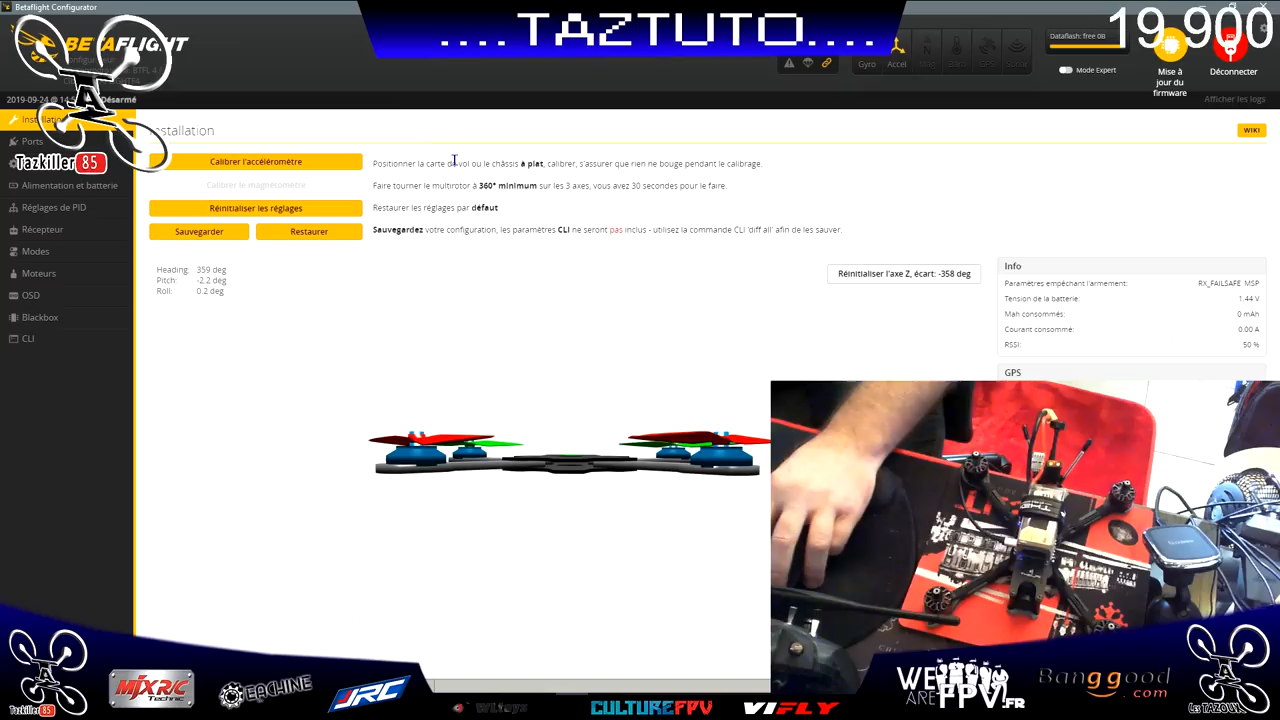 Betaflight Configurator
....TAZTUTO....
19.900
BETAFLIGHT
Dataflash: free 0B
Mode Expert
Mise à
jour du
firmware
Déconnecter
Gyro
Accel
2019-09-24 @ 14:5
Désarmé
Afficher les logs
Installation
WIKI
Ports
Tazkiller 85
Alimentation et batterie
Réglages de PID
Récepteur
Modes
Moteurs
OSD
Blackbox
CLI
Calibrer l'accéléromètre
Positionner la carte de vol ou le châssis à plat, calibrer, s'assurer que rien ne bouge pendant le calibrage.
Calibrer le magnétomètre
Faire tourner le multirotor à 360° minimum sur les 3 axes, vous avez 30 secondes pour le faire.
Réinitialiser les réglages
Restaurer les réglages par défaut
Sauvegarder
Restaurer
Sauvegardez votre configuration, les paramètres CLI ne seront pas inclus - utilisez la commande CLI 'diff all' afin de les sauver.
Heading: 359 deg
Pitch: -2.2 deg
Roll: 0.2 deg
Réinitialiser l'axe Z, écart: -358 deg
Info
Paramètres empêchant l'armement: RX_FAILSAFE MSP
Tension de la batterie: 1.44 V
Mah consommés: 0 mAh
Courant consommé: 0.00 A
RSSI: 50 %
GPS
Tazkiller 85
MJXR/C
Technic
EACHINE
JJRC
WLtoys
CULTUREFPV
VIFLY
WE
ARE FPV.FR
Banggood
.com
Les TAZOUX